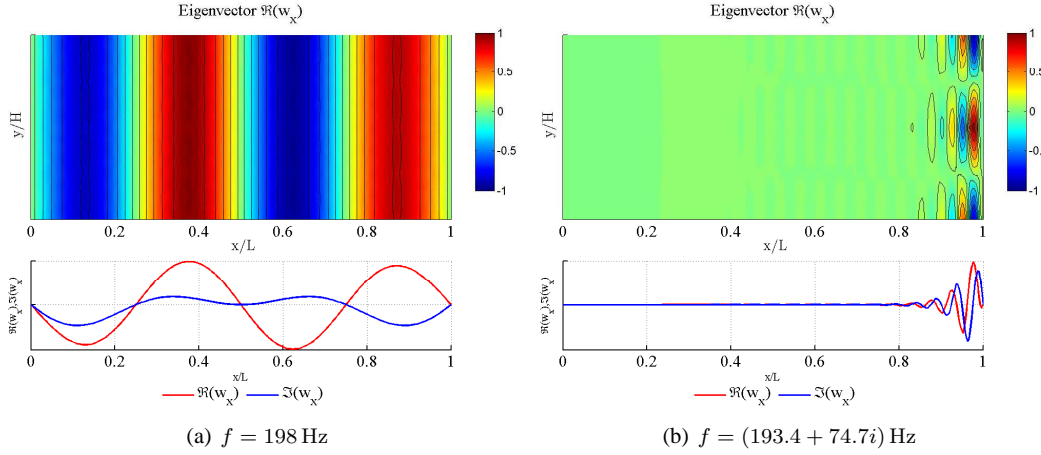 Eigenvector ℜ(w_x)
y/H
1
0.5
0
-0.5
-1
0 0.2 0.4 0.6 0.8 1
x/L
ℜ(w_x),ℑ(w_x)
0 0.2 0.4 0.6 0.8 1
x/L
ℜ(w_x) ℑ(w_x)
(a) f = 198 Hz
Eigenvector ℜ(w_x)
y/H
1
0.5
0
-0.5
-1
0 0.2 0.4 0.6 0.8 1
x/L
ℜ(w_x),ℑ(w_x)
0 0.2 0.4 0.6 0.8 1
x/L
ℜ(w_x) ℑ(w_x)
(b) f = (193.4 + 74.7i) Hz